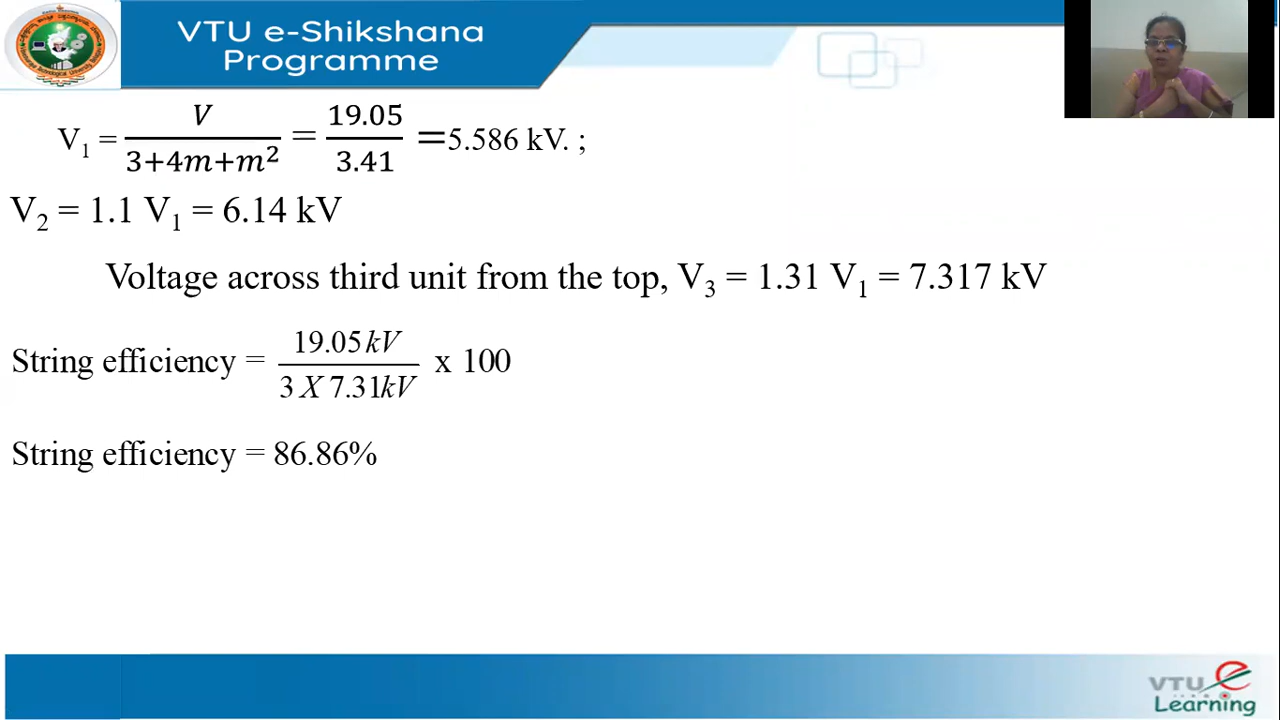 VTU e-Shikshana
Programme
V₁ = V / (3+4m+m²) = 19.05 / 3.41 = 5.586 kV. ;
V₂ = 1.1 V₁ = 6.14 kV
Voltage across third unit from the top, V₃ = 1.31 V₁ = 7.317 kV
String efficiency = 19.05 kV / 3 X 7.31kV x 100
String efficiency = 86.86%
VTU e
Learning